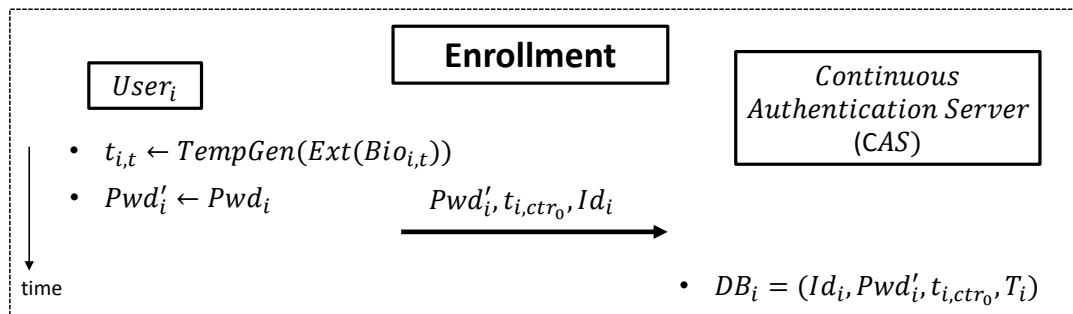 Enrollment
User_i
Continuous
Authentication Server
(CAS)
• t_{i,t} ← TempGen(Ext(Bio_{i,t}))
• Pwd'_i ← Pwd_i
Pwd'_i, t_{i,ctr_0}, Id_i
time
• DB_i = (Id_i, Pwd'_i, t_{i,ctr_0}, T_i)